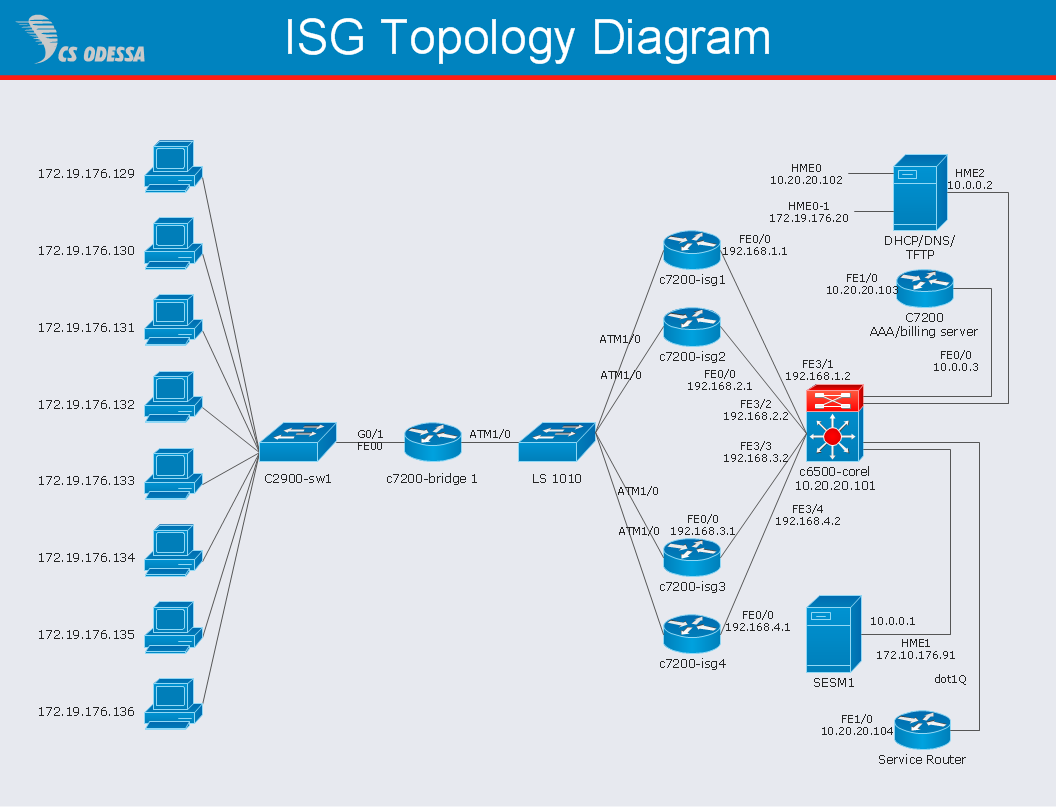 CS ODESSA
ISG Topology Diagram
172.19.176.129
172.19.176.130
172.19.176.131
172.19.176.132
172.19.176.133
172.19.176.134
172.19.176.135
172.19.176.136
C2900-sw1
G0/1
FE00
c7200-bridge 1
ATM1/0
LS 1010
ATM1/0
ATM1/0
ATM1/0
ATM1/0
c7200-isg1
FE0/0
192.168.1.1
c7200-isg2
FE0/0
192.168.2.1
FE0/0
192.168.3.1
c7200-isg3
FE0/0
192.168.4.1
c7200-isg4
FE3/1
192.168.1.2
FE3/2
192.168.2.2
FE3/3
192.168.3.2
FE3/4
192.168.4.2
c6500-corel
10.20.20.101
HME0
10.20.20.102
HME0-1
172.19.176.20
HME2
10.0.0.2
DHCP/DNS/
TFTP
FE1/0
10.20.20.103
C7200
AAA/billing server
FE0/0
10.0.0.3
10.0.0.1
HME1
172.10.176.91
SESM1
dot1Q
FE1/0
10.20.20.104
Service Router